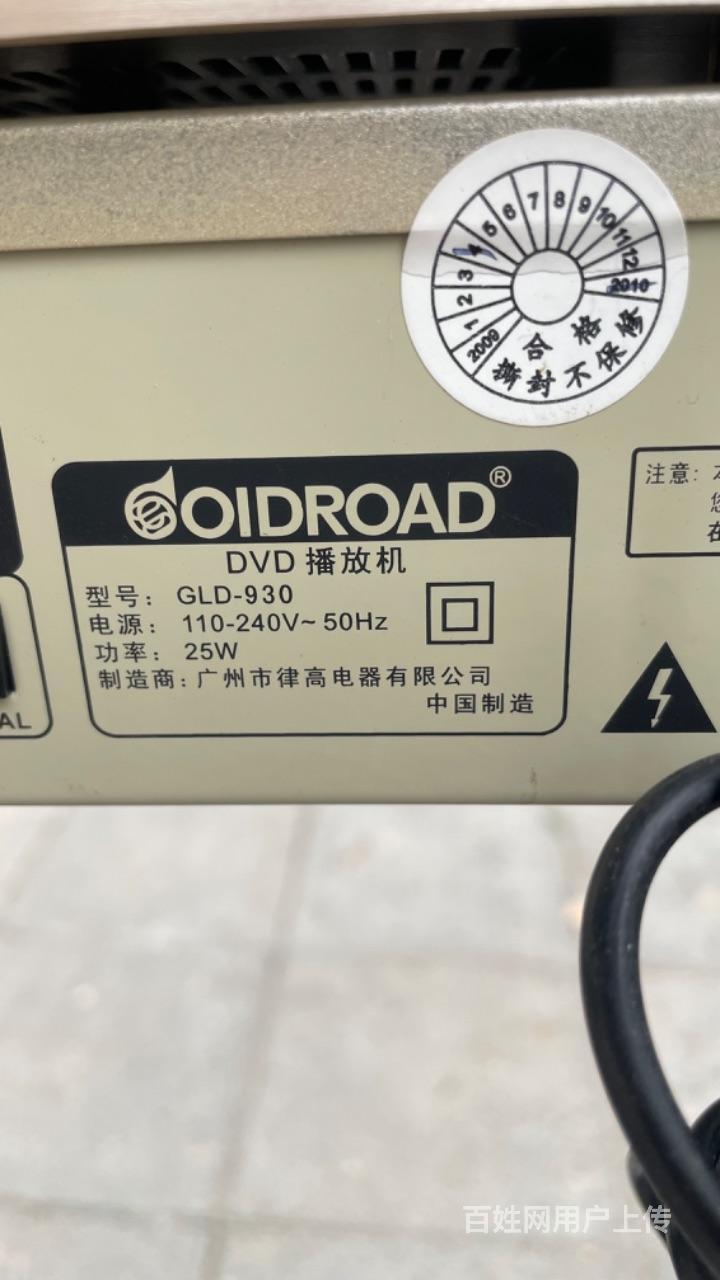 1 2 3 4 5 6 7 8 9 10 11 12
2009
2010
合格
撕封不保修
GOIDROAD®
DVD 播放机
型号： GLD-930
电源： 110-240V~ 50Hz
功率： 25W
制造商：广州市律高电器有限公司
中国制造
注意：
您
在
AL
百姓网用户上传